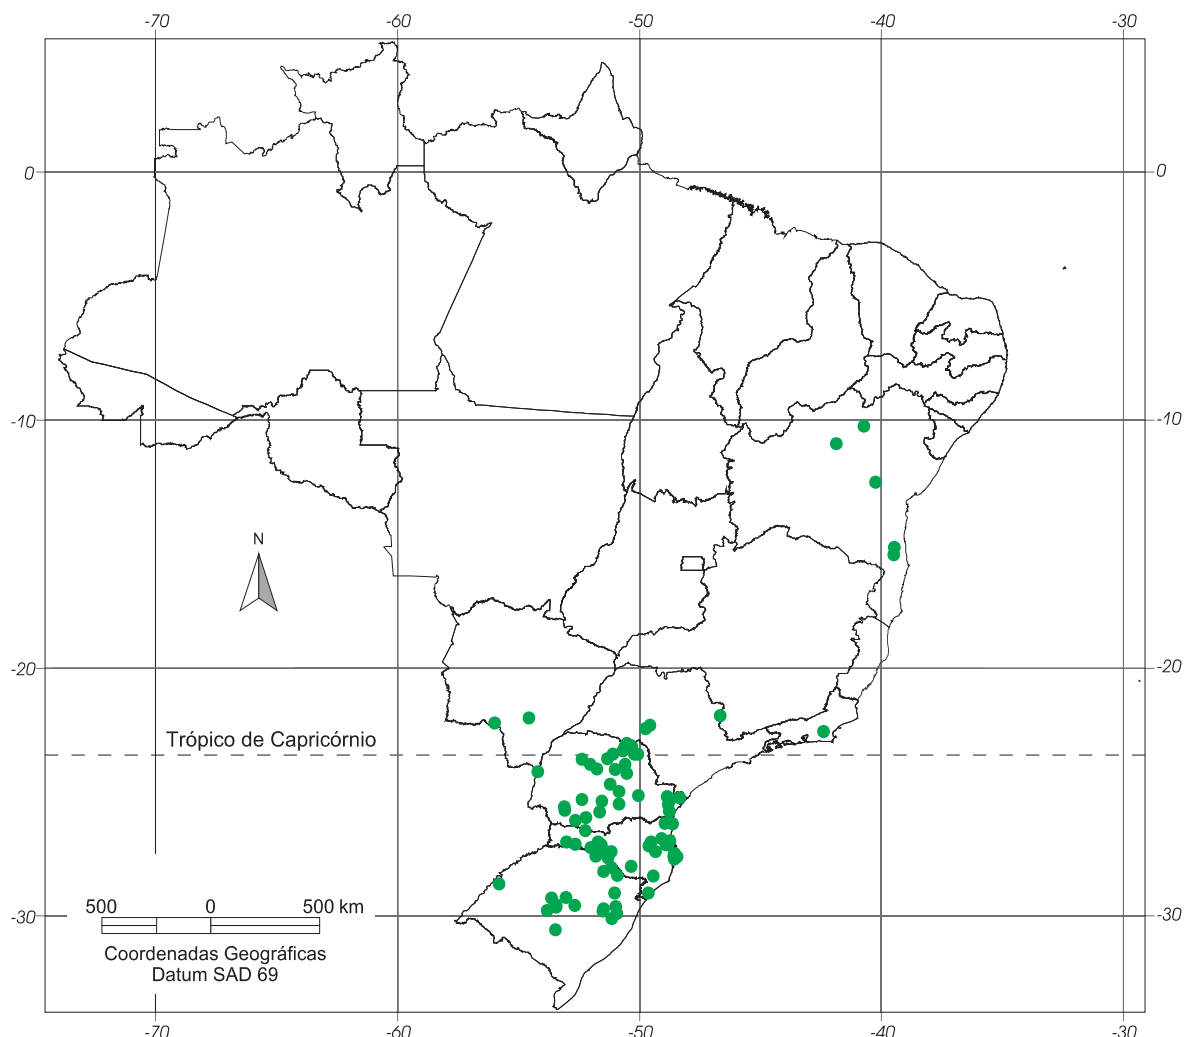 -70 -60 -50 -40 -30
0 0
-10 -10
N
-20 -20
Trópico de Capricórnio
500 0 500 km
-30 -30
Coordenadas Geográficas
Datum SAD 69
-70 -60 -50 -40 -30